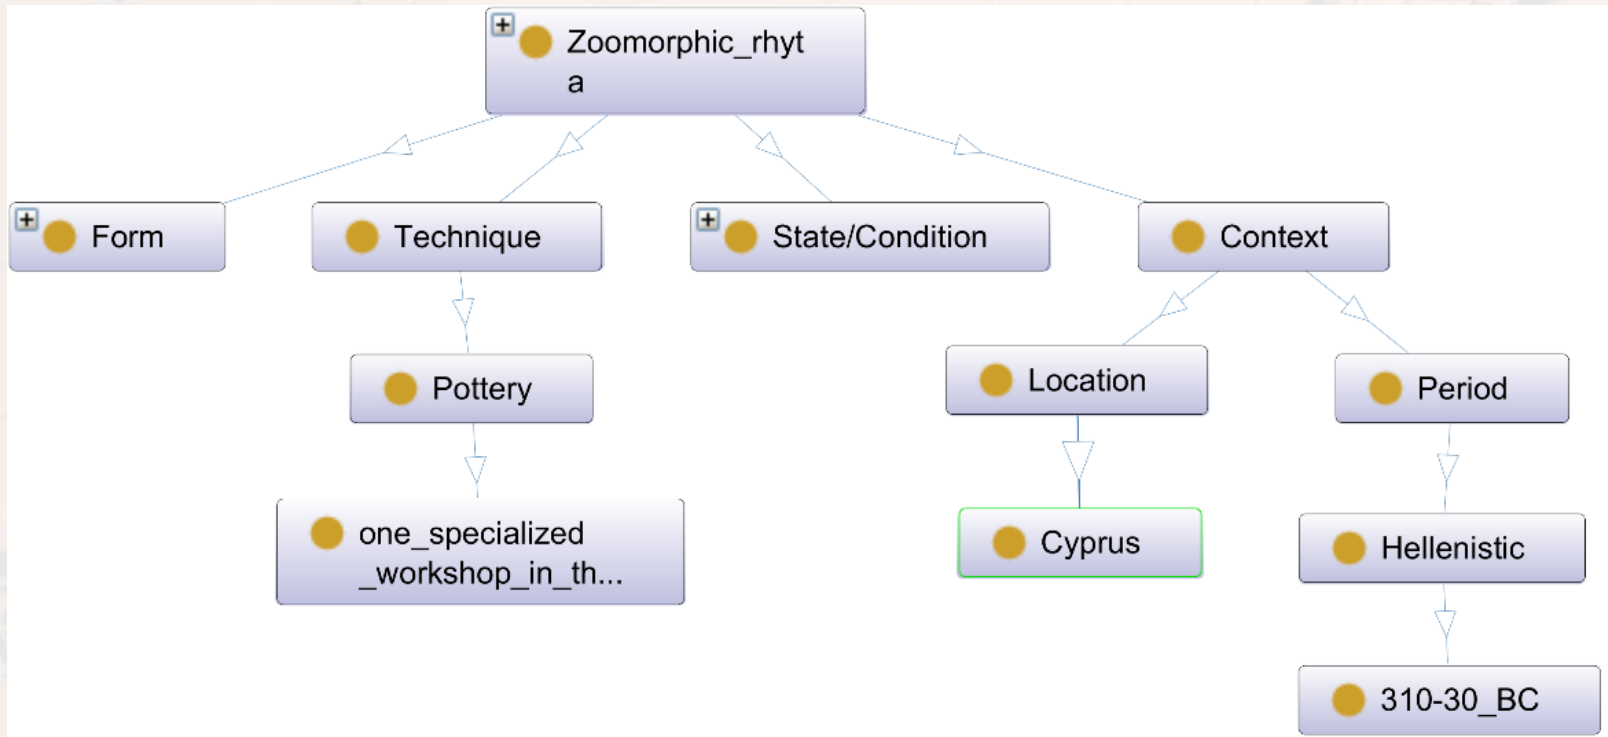 Zoomorphic_rhyt
a
Form
Technique
State/Condition
Context
Pottery
Location
Period
one_specialized
_workshop_in_th...
Cyprus
Hellenistic
310-30_BC